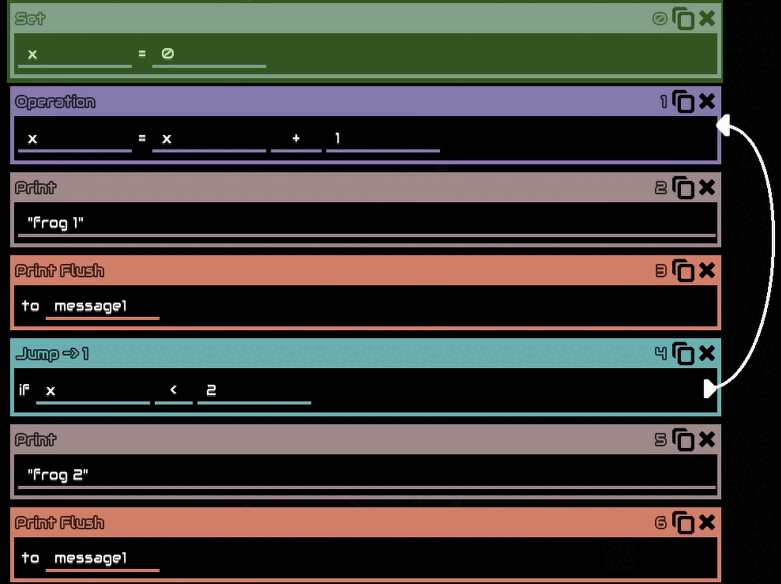 Set 0
x = 0
Operation 1
x = x + 1
Print 2
"frog 1"
Print Flush 3
to message1
Jump -> 1 4
if x < 2
Print 5
"frog 2"
Print Flush 6
to message1